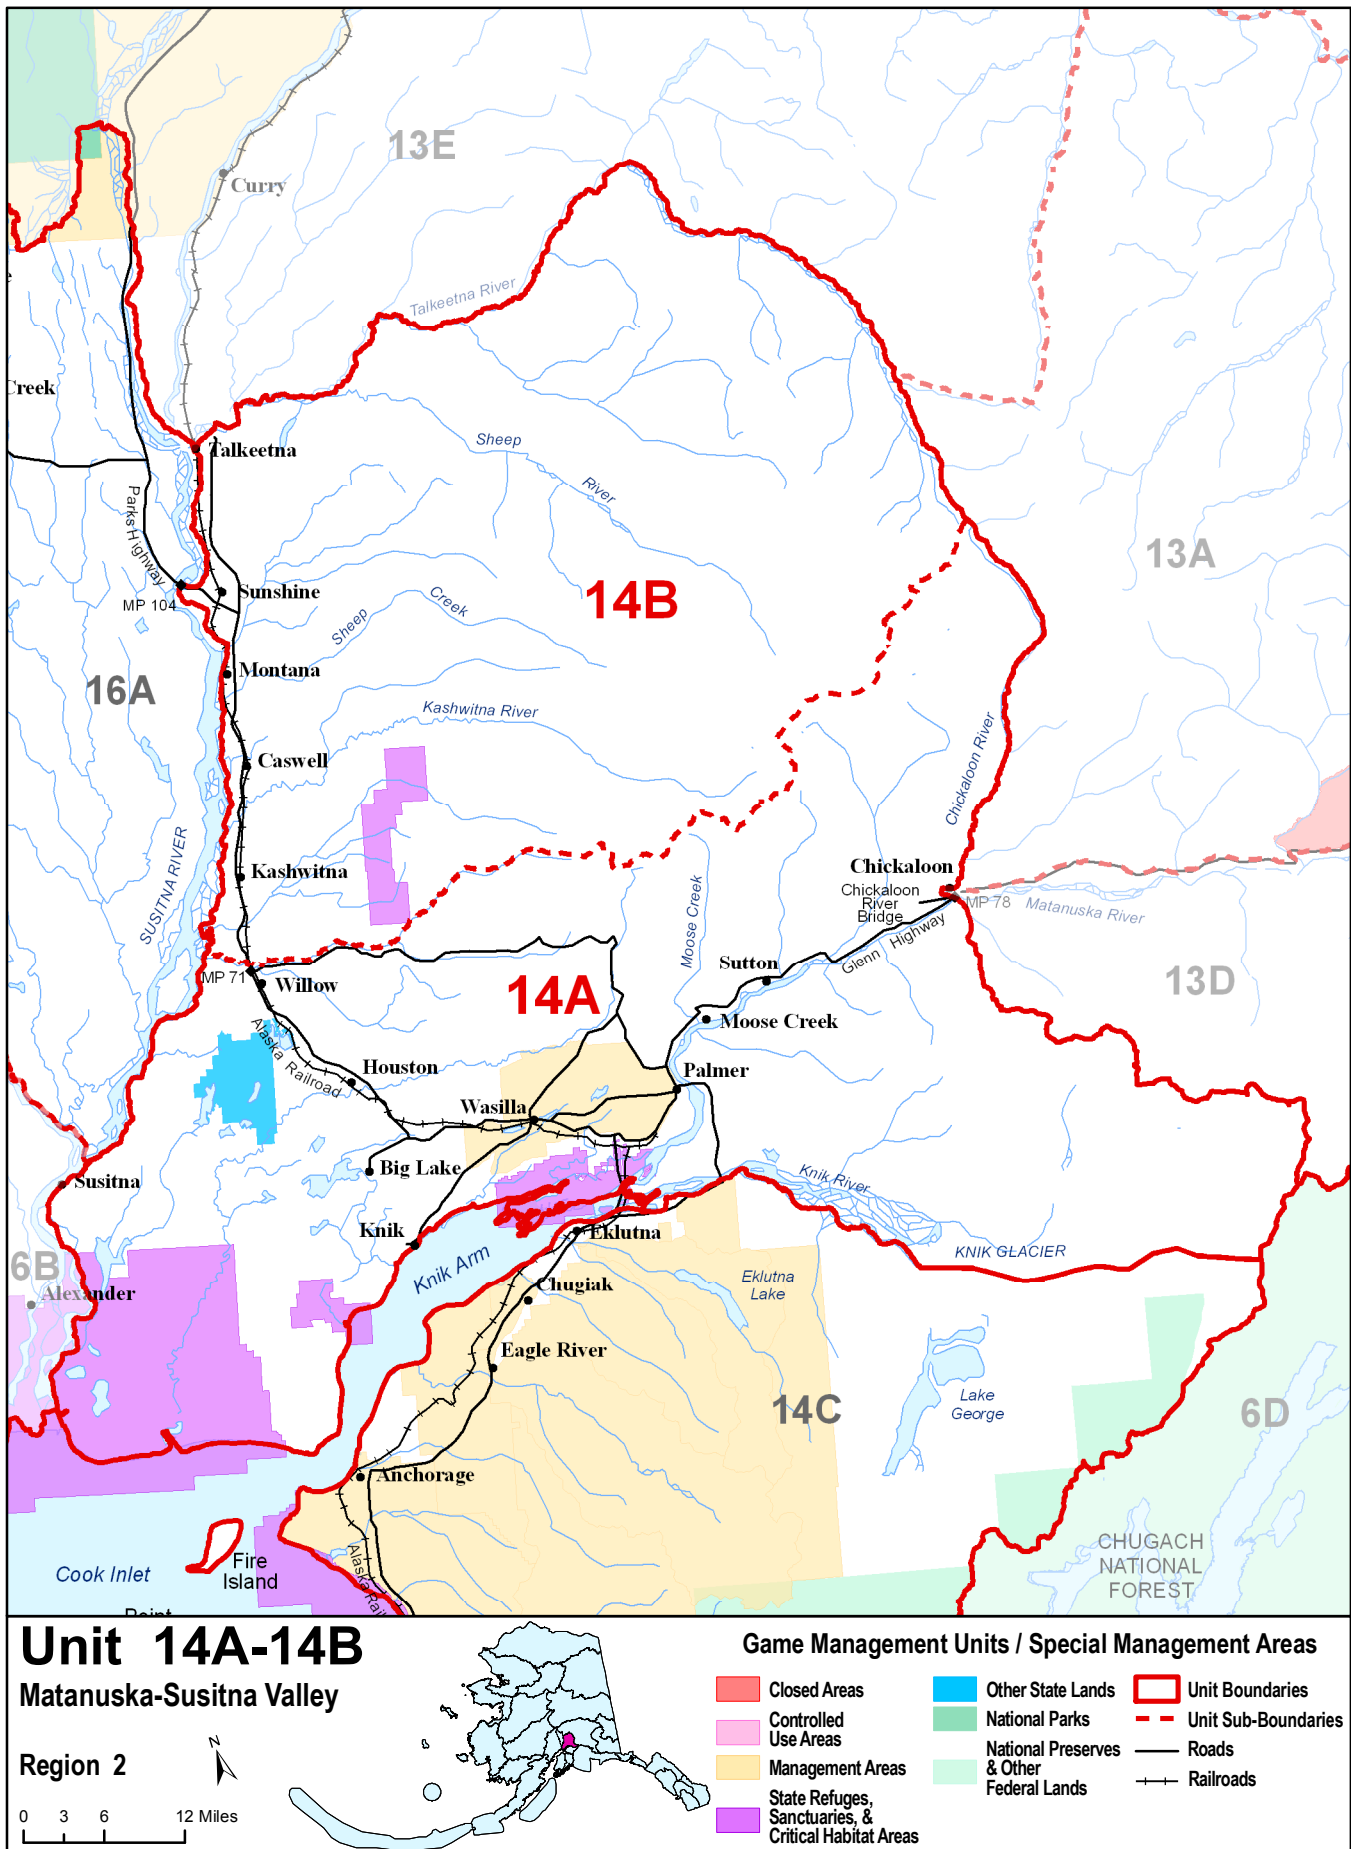 13E
Curry
Talkeetna River
Creek
Talkeetna
Sheep
River
Parks Highway
13A
MP 104
Sunshine
14B
Sheep
Creek
Montana
16A
Kashwitna River
Chickaloon River
Caswell
SUSITNA RIVER
Kashwitna
Moose Creek
Chickaloon
Chickaloon
River
Bridge
MP 78
Matanuska River
Glenn Highway
MP 71
Willow
14A
Sutton
13D
Moose Creek
Alaska Railroad
Houston
Palmer
Wasilla
Big Lake
Knik River
Susitna
Knik
Eklutna
KNIK GLACIER
Knik Arm
6B
Alexander
Chugiak
Eklutna
Lake
Eagle River
14C
Lake
George
6D
Anchorage
Cook Inlet
Fire
Island
Alaska Rail
CHUGACH
NATIONAL
FOREST
Point
Unit 14A-14B
Matanuska-Susitna Valley
Region 2
N
0 3 6 12 Miles
Game Management Units / Special Management Areas
Closed Areas
Controlled
Use Areas
Management Areas
State Refuges,
Sanctuaries, &
Critical Habitat Areas
Other State Lands
National Parks
National Preserves
& Other
Federal Lands
Unit Boundaries
Unit Sub-Boundaries
Roads
Railroads